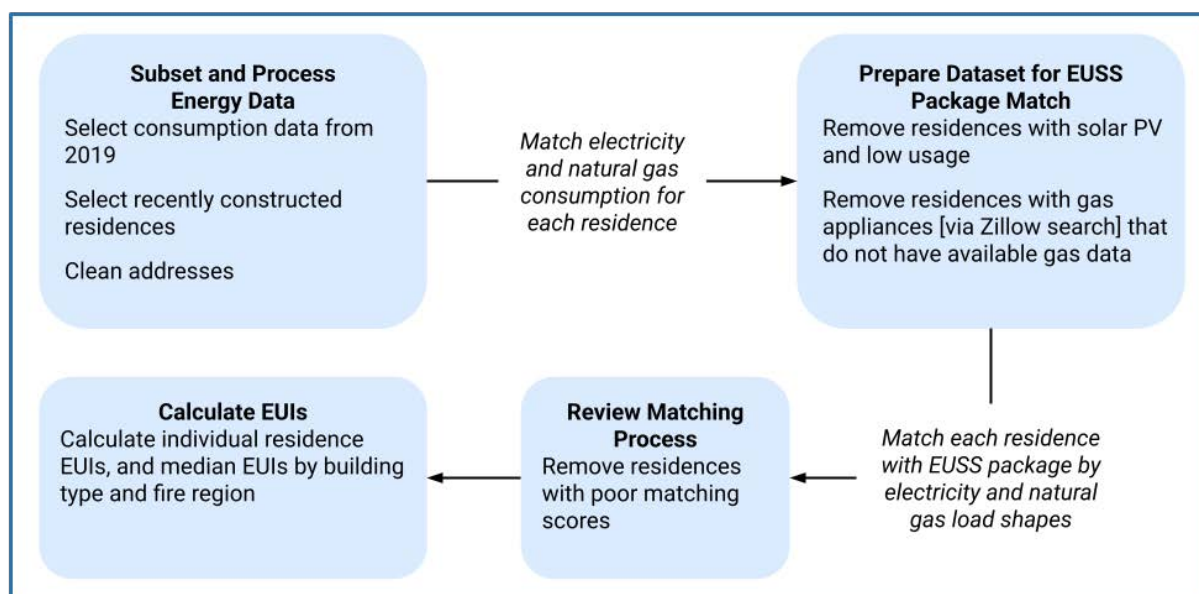 Subset and Process
Energy Data
Select consumption data from
2019
Select recently constructed
residences
Clean addresses
Match electricity
and natural gas
consumption for
each residence
Prepare Dataset for EUSS
Package Match
Remove residences with solar PV
and low usage
Remove residences with gas
appliances [via Zillow search] that
do not have available gas data
Match each residence
with EUSS package by
electricity and natural
gas load shapes
Review Matching
Process
Remove residences
with poor matching
scores
Calculate EUIs
Calculate individual residence
EUIs, and median EUIs by building
type and fire region